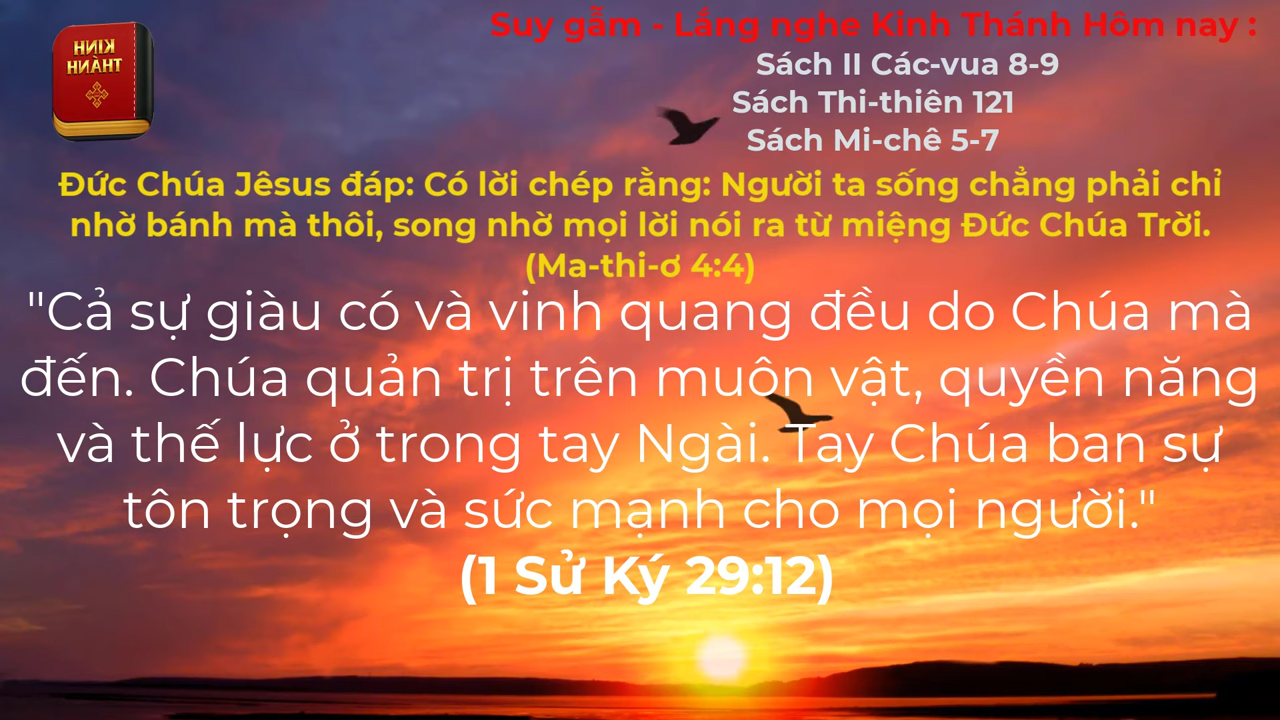 KINH
THÁNH
Suy gẫm - Lắng nghe Kinh Thánh Hôm nay :
Sách II Các-vua 8-9
Sách Thi-thiên 121
Sách Mi-chê 5-7
Đức Chúa Jêsus đáp: Có lời chép rằng: Người ta sống chẳng phải chỉ
nhờ bánh mà thôi, song nhờ mọi lời nói ra từ miệng Đức Chúa Trời.
(Ma-thi-ơ 4:4)
"Cả sự giàu có và vinh quang đều do Chúa mà
đến. Chúa quản trị trên muôn vật, quyền năng
và thế lực ở trong tay Ngài. Tay Chúa ban sự
tôn trọng và sức mạnh cho mọi người."
(1 Sử Ký 29:12)